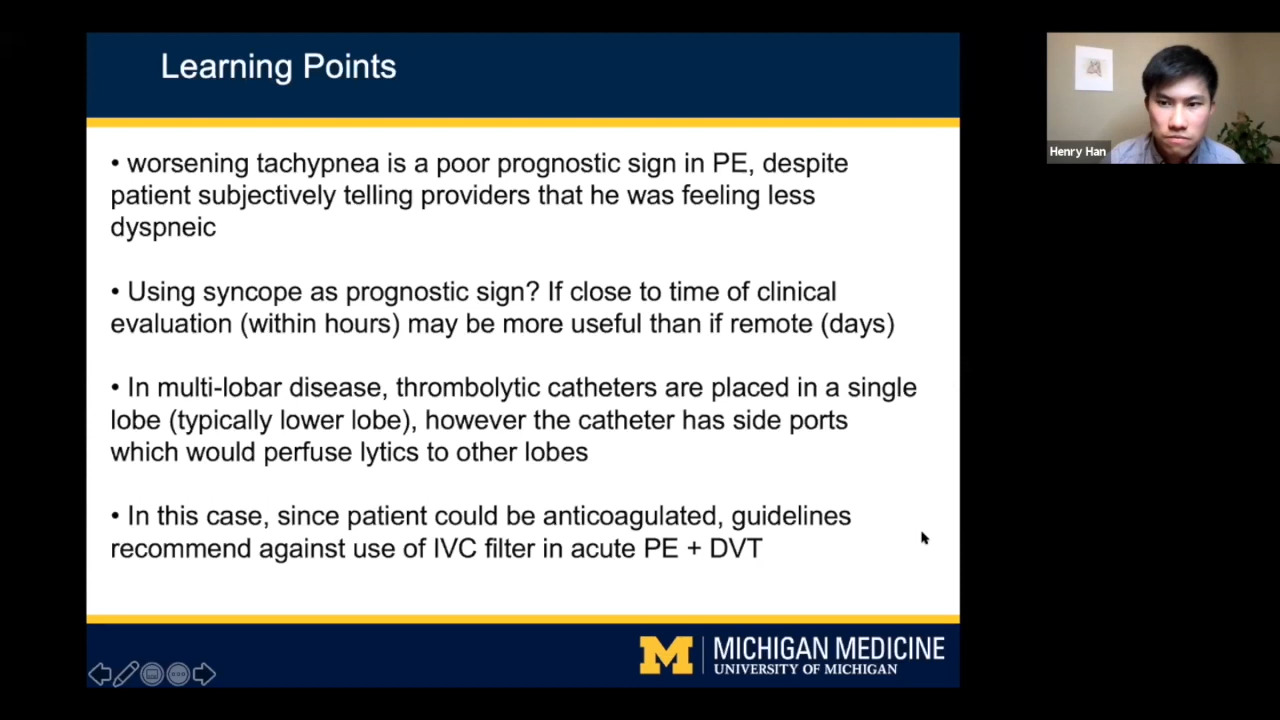 Learning Points
• worsening tachypnea is a poor prognostic sign in PE, despite
patient subjectively telling providers that he was feeling less
dyspneic
• Using syncope as prognostic sign? If close to time of clinical
evaluation (within hours) may be more useful than if remote (days)
• In multi-lobar disease, thrombolytic catheters are placed in a single
lobe (typically lower lobe), however the catheter has side ports
which would perfuse lytics to other lobes
• In this case, since patient could be anticoagulated, guidelines
recommend against use of IVC filter in acute PE + DVT
M
MICHIGAN MEDICINE
UNIVERSITY OF MICHIGAN
Henry Han